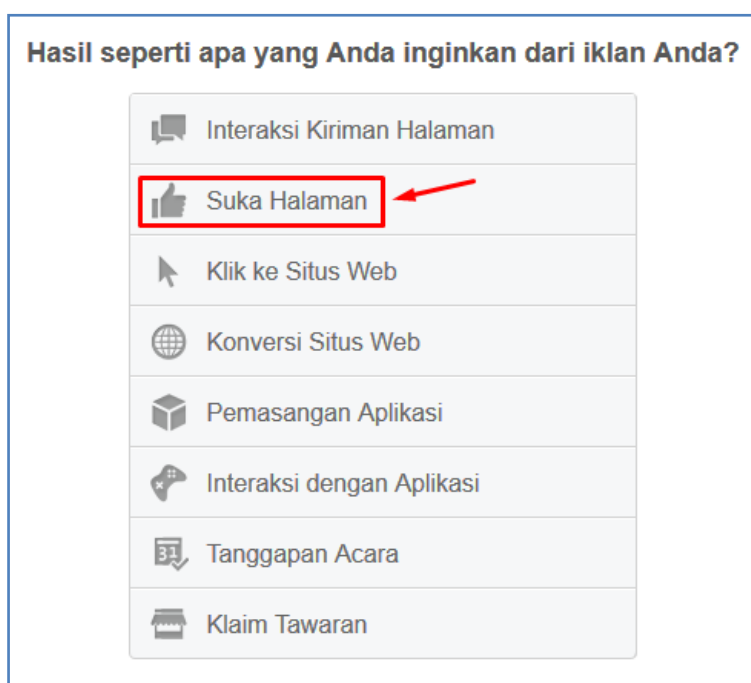 Hasil seperti apa yang Anda inginkan dari iklan Anda?
Interaksi Kiriman Halaman
Suka Halaman
Klik ke Situs Web
Konversi Situs Web
Pemasangan Aplikasi
Interaksi dengan Aplikasi
31
Tanggapan Acara
Klaim Tawaran